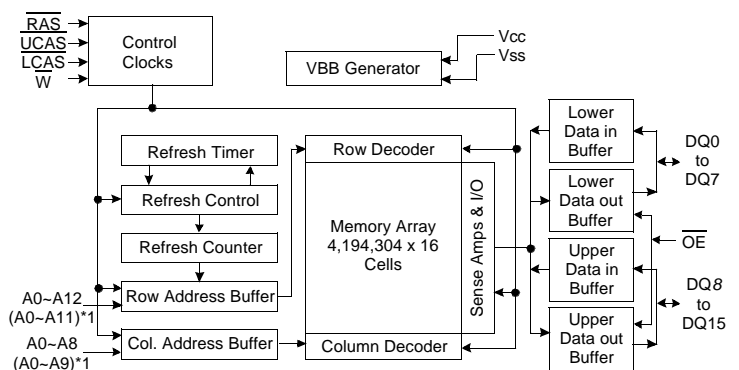 RAS
UCAS
LCAS
W
Control
Clocks
VBB Generator
Vcc
Vss
Refresh Timer
Refresh Control
Refresh Counter
Row Address Buffer
Col. Address Buffer
A0~A12
(A0~A11)*1
A0~A8
(A0~A9)*1
Row Decoder
Memory Array
4,194,304 x 16
Cells
Column Decoder
Sense Amps & I/O
Lower
Data in
Buffer
Lower
Data out
Buffer
Upper
Data in
Buffer
Upper
Data out
Buffer
DQ0
to
DQ7
OE
DQ8
to
DQ15